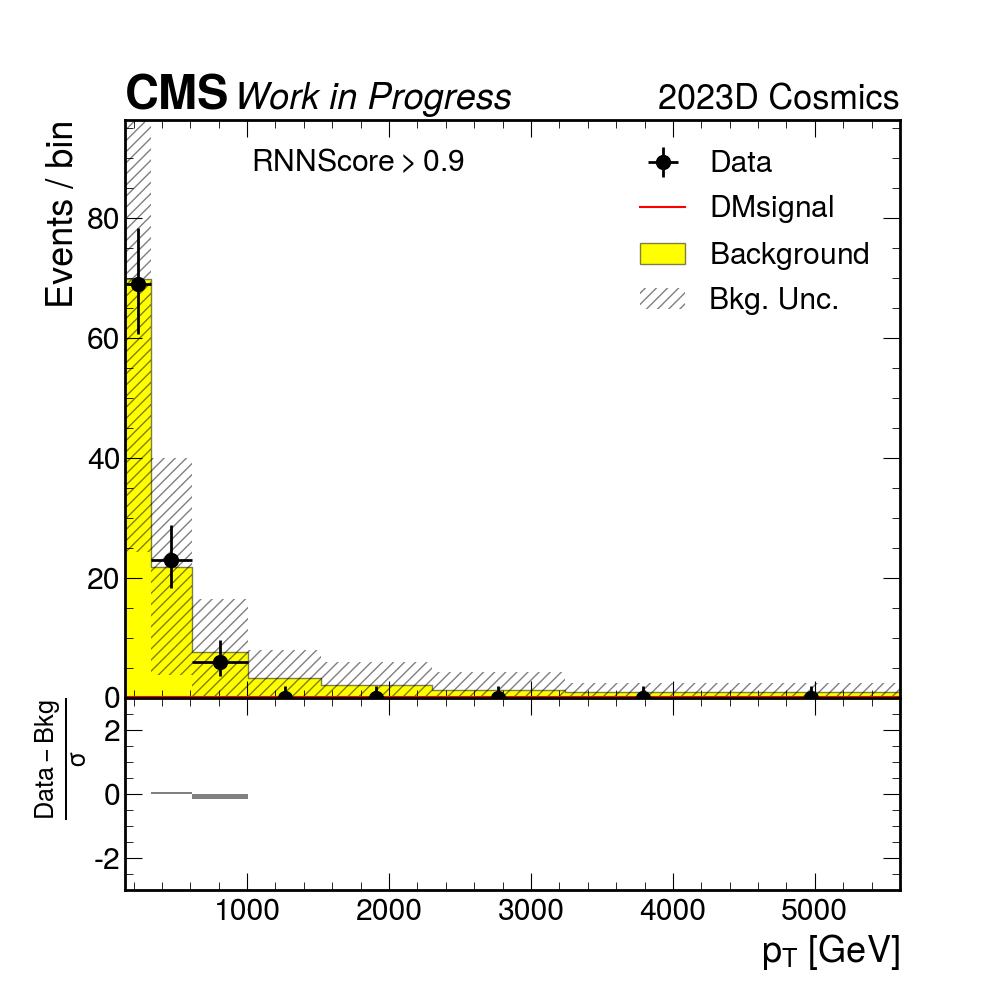 CMS Work in Progress 2023D Cosmics
Events / bin
RNNScore > 0.9
Data
DMsignal
Background
Bkg. Unc.
80
60
40
20
0
Data – Bkg
σ
2
0
-2
1000 2000 3000 4000 5000
pT [GeV]